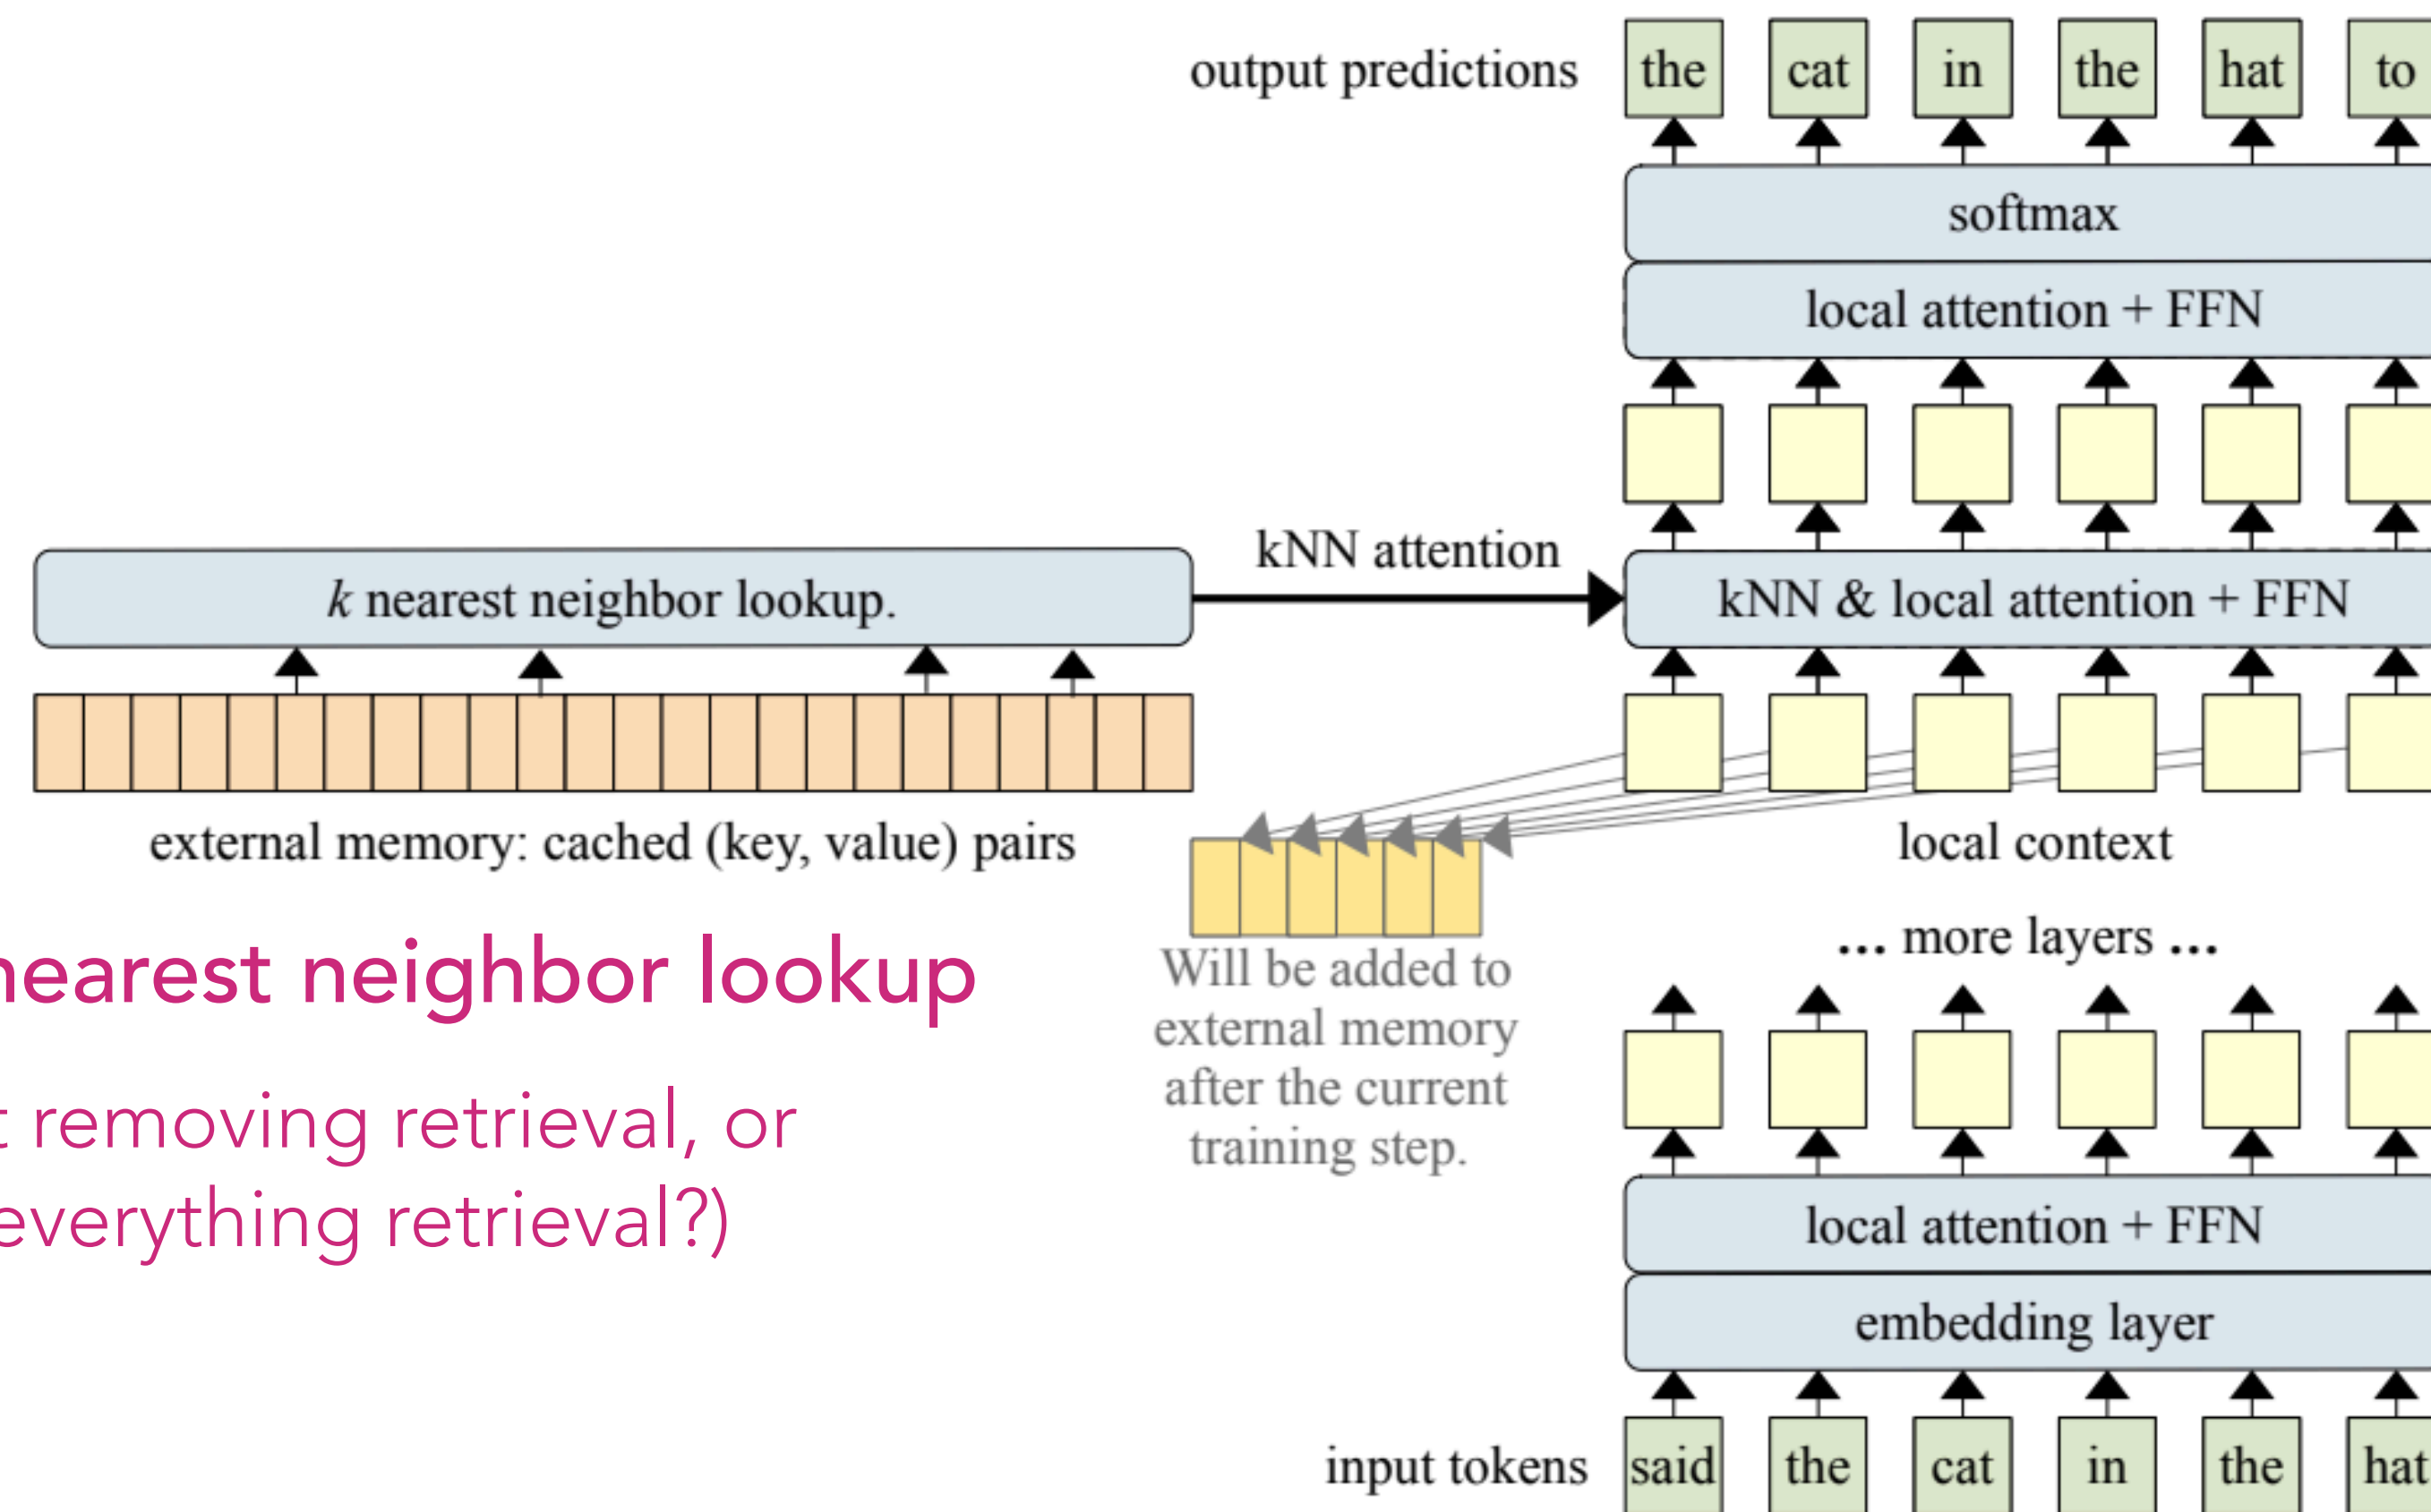 output predictions
the cat in the hat to
softmax
local attention + FFN
kNN attention
k nearest neighbor lookup.
kNN & local attention + FFN
external memory: cached (key, value) pairs
local context
... more layers ...
nearest neighbor lookup
Will be added to
external memory
after the current
training step.
removing retrieval, or
everything retrieval?)
local attention + FFN
embedding layer
input tokens
said the cat in the hat